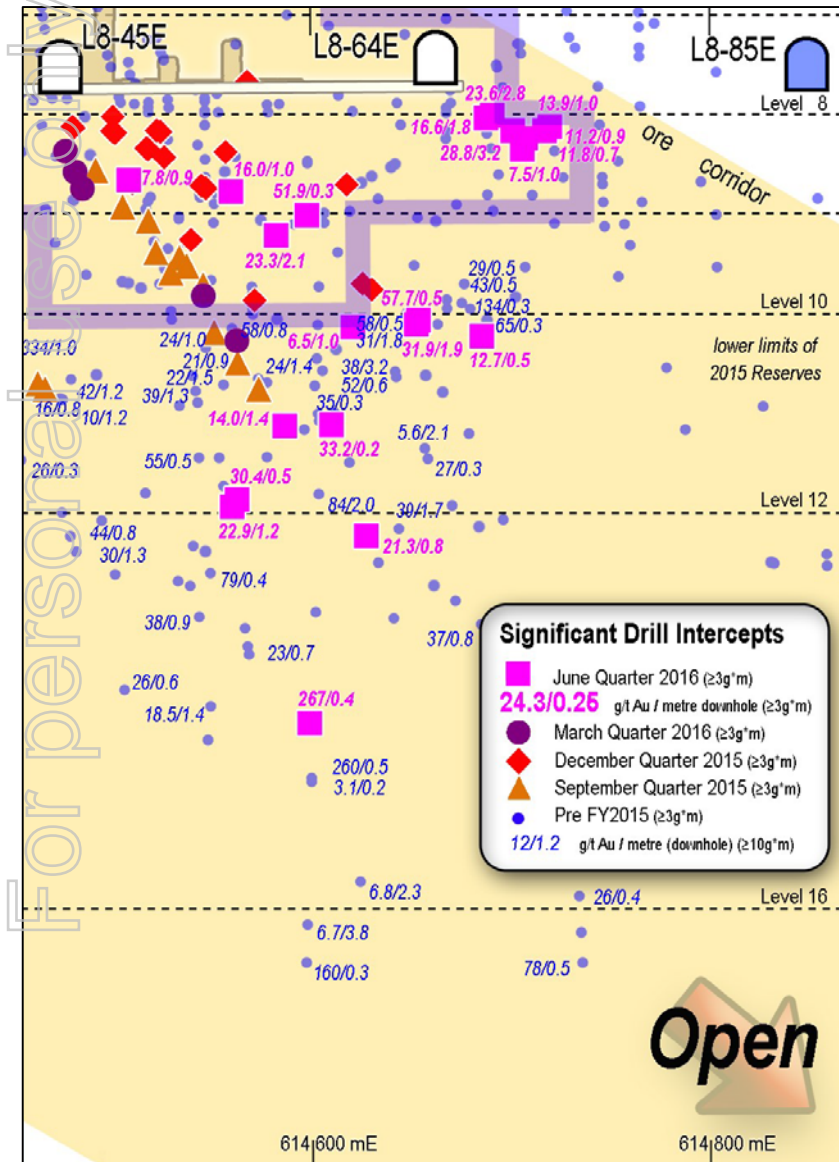 L8-45E
L8-64E
L8-85E
23.6/2.8
13.9/1.0
Level 8
16.6/1.8
11.2/0.9
28.8/3.2
11.8/0.7
ore corridor
7.5/1.0
7.8/0.9
16.0/1.0
51.9/0.3
23.3/2.1
29/0.5
43/0.5
57.7/0.5
134/0.3
Level 10
58/0.8
58/0.5
65/0.3
24/1.0
6.5/1.0
31/1.8
31.9/1.9
12.7/0.5
334/1.0
lower limits of
2015 Reserves
21/0.9
24/1.4
38/3.2
22/1.5
52/0.6
42/1.2
39/1.3
16/0.8
10/1.2
35/0.3
14.0/1.4
33.2/0.2
5.6/2.1
26/0.3
55/0.5
27/0.3
30.4/0.5
84/2.0
39/1.7
Level 12
22.9/1.2
44/0.8
21.3/0.8
30/1.3
79/0.4
38/0.9
37/0.8
23/0.7
26/0.6
18.5/1.4
267/0.4
260/0.5
3.1/0.2
Significant Drill Intercepts
June Quarter 2016 (≥3g*m)
24.3/0.25 g/t Au / metre downhole (≥3g*m)
March Quarter 2016 (≥3g*m)
December Quarter 2015 (≥3g*m)
September Quarter 2015 (≥3g*m)
Pre FY2015 (≥3g*m)
12/1.2 g/t Au / metre (downhole) (≥10g*m)
6.8/2.3
26/0.4
Level 16
6.7/3.8
160/0.3
78/0.5
Open
614,600 mE
614,800 mE
For personal use only